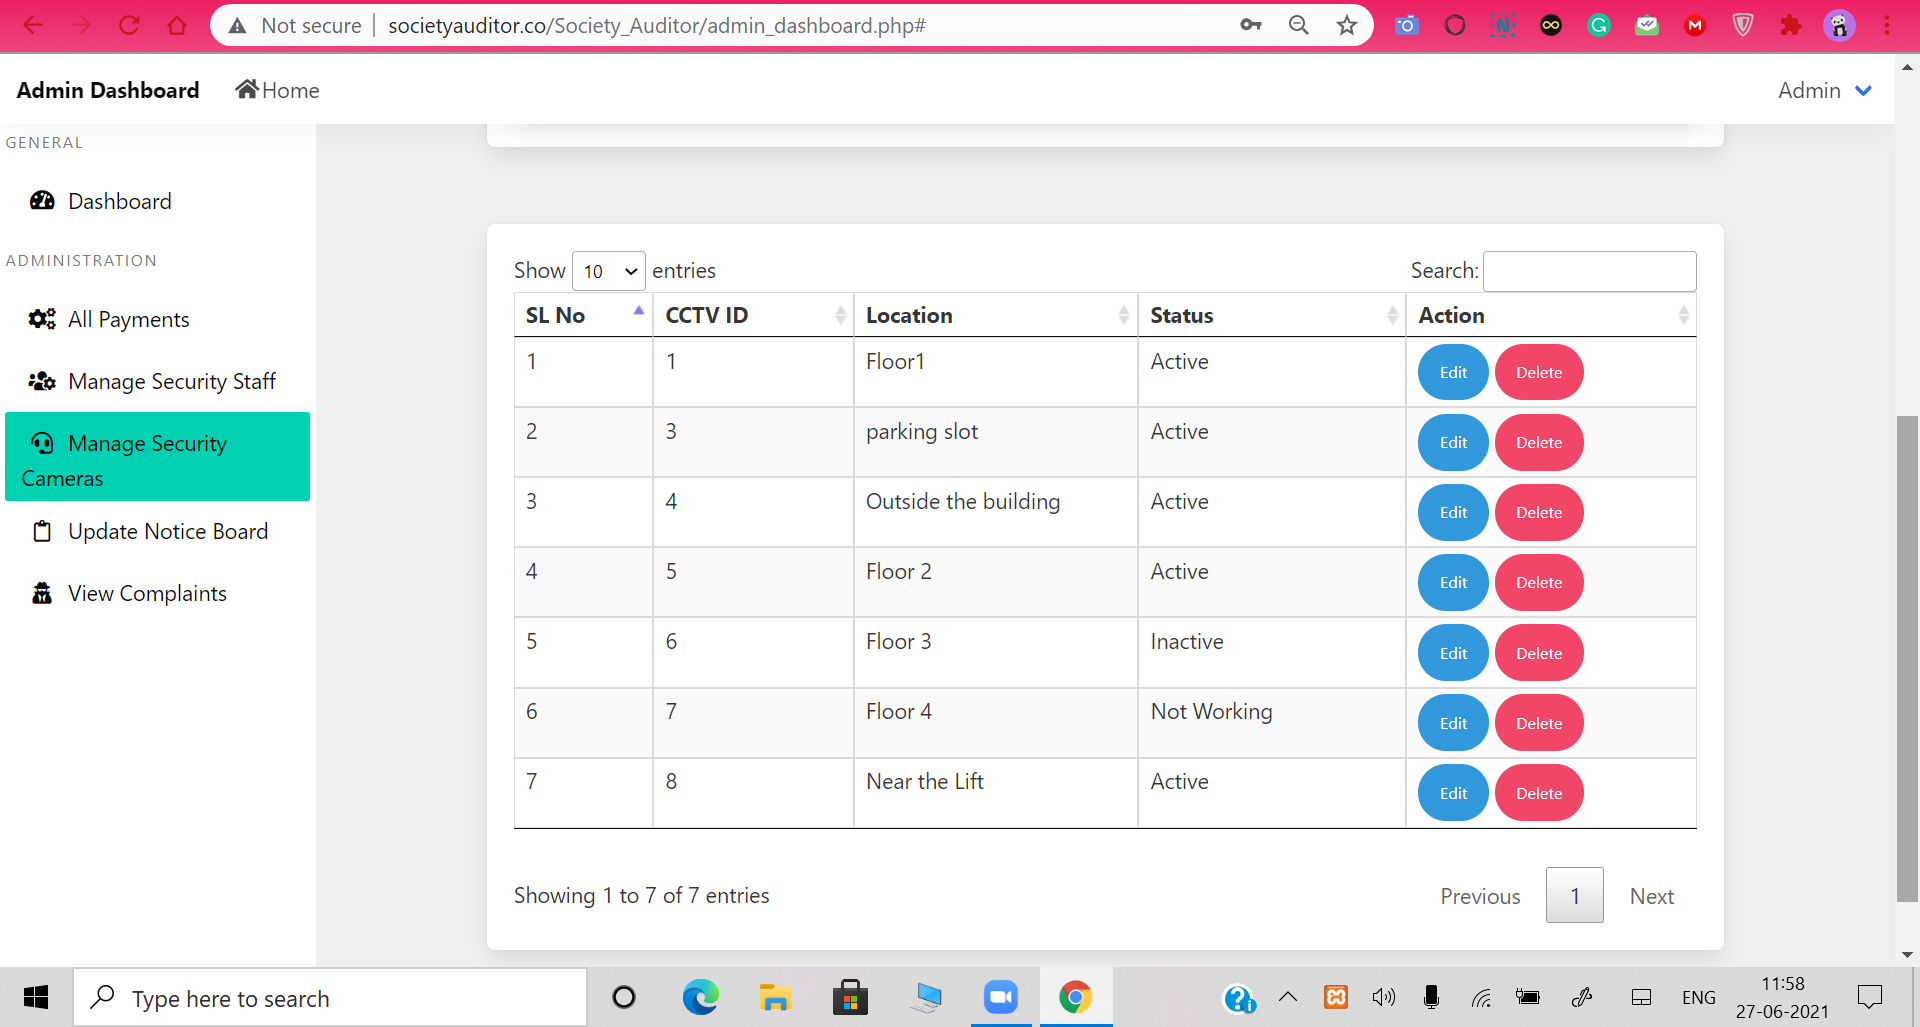 Not secure societyauditor.co/Society_Auditor/admin_dashboard.php#
Admin Dashboard Home Admin
GENERAL
Dashboard
ADMINISTRATION
All Payments
Manage Security Staff
Manage Security
Cameras
Update Notice Board
View Complaints
Show 10 entries Search:
SL No CCTV ID Location Status Action
1 1 Floor1 Active Edit Delete
2 3 parking slot Active Edit Delete
3 4 Outside the building Active Edit Delete
4 5 Floor 2 Active Edit Delete
5 6 Floor 3 Inactive Edit Delete
6 7 Floor 4 Not Working Edit Delete
7 8 Near the Lift Active Edit Delete
Showing 1 to 7 of 7 entries Previous 1 Next
Type here to search ENG 11:58
27-06-2021